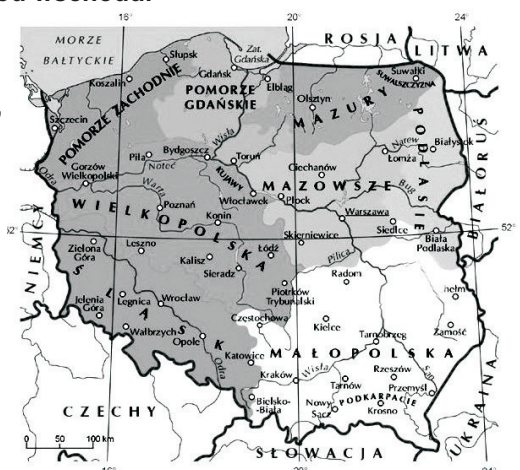 16° 20° 24°
MORZE
BAŁTYCKIE
ROSJA
LITWA
Zat.
Gdańska
Słupsk
Koszalin
Gdańsk
Elbląg
Suwałki
SUWALSZCZYZNA
POMORZE ZACHODNIE
POMORZE
GDAŃSKIE
Olsztyn
MAZURY
Szczecin
PODLASIE
BIAŁORUŚ
Wisła
Piła
Bydgoszcz
Toruń
Narew
Białystok
Łomża
Noteć
Gorzów
Wielkopolski
Odra
Warta
KUJAWY
Ciechanów
MAZOWSZE
Bug
Włocławek
Płock
Poznań
WIELKOPOLSKA
Konin
Warszawa
Siedlce
Biała
Podlaska
52° 52°
NIEMCY
Zielona
Góra
Leszno
Skierniewice
Łódź
Pilica
Kalisz
Sieradz
Radom
Piotrków
Trybunalski
ŚLĄSK
Jelenia
Góra
Legnica
Wrocław
Wałbrzych
Opole
Odra
Częstochowa
Kielce
Zamość
Tarnobrzeg
MAŁOPOLSKA
Katowice
Kraków
Wisła
Rzeszów
Tarnów
Przemyśl
San
PODKARPACIE
Bielsko-
-Biała
Nowy
Sącz
Krosno
UKRAINA
CZECHY
SŁOWACJA
0 50 100 km